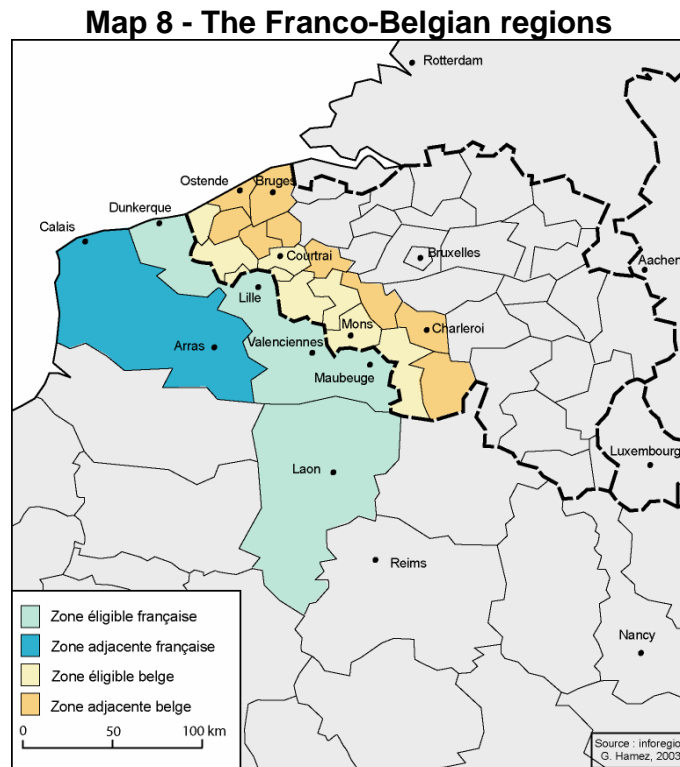 Map 8 - The Franco-Belgian regions
Rotterdam
Ostende
Bruges
Dunkerque
Calais
Courtrai
Bruxelles
Aachen
Lille
Mons
Charleroi
Arras
Valenciennes
Maubeuge
Luxembourg
Laon
Reims
Nancy
Zone éligible française
Zone adjacente française
Zone éligible belge
Zone adjacente belge
0 50 100 km
Source : inforegio
G. Hamez, 2003